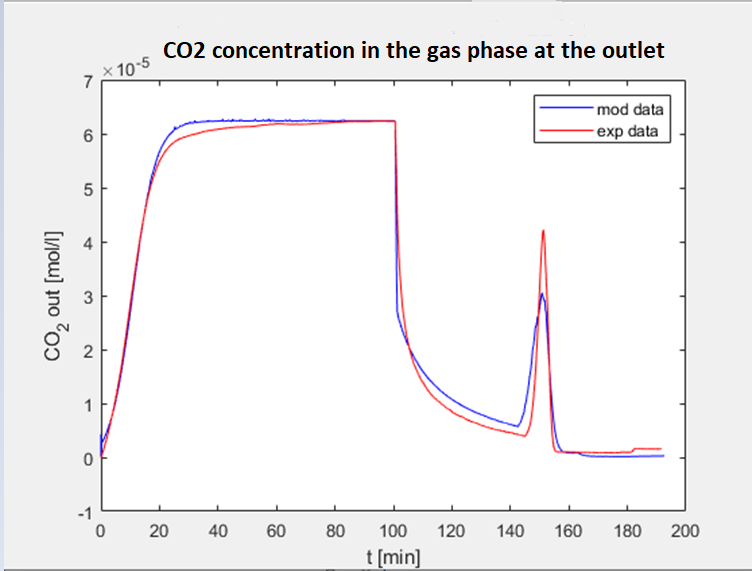 CO2 concentration in the gas phase at the outlet
×10-5
7
6
5
4
3
2
1
0
-1
CO2 out [mol/l]
mod data
exp data
0 20 40 60 80 100 120 140 160 180 200
t [min]